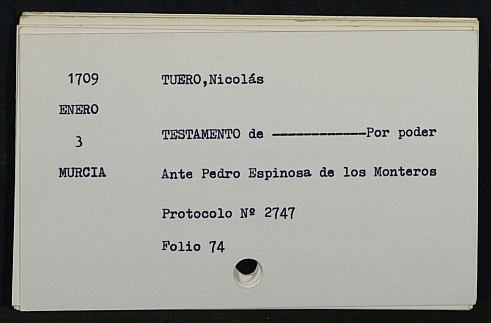 1709 TUERO,Nicolás
ENERO
3 TESTAMENTO de ------------Por poder
MURCIA Ante Pedro Espinosa de los Monteros
Protocolo Nº 2747
Folio 74